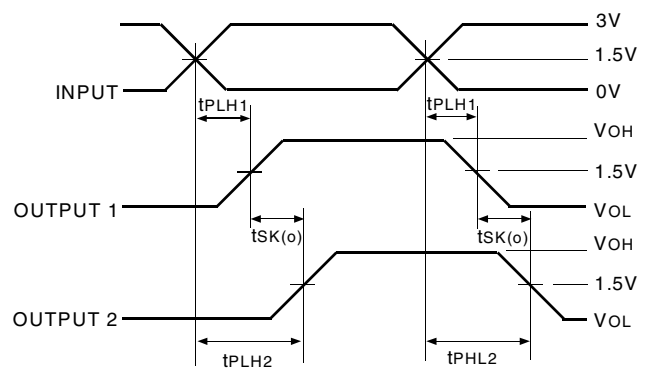 3V
1.5V
INPUT
0V
tPLH1
tPLH1
VOH
1.5V
OUTPUT 1
VOL
tSK(o)
tSK(o)
VOH
1.5V
OUTPUT 2
VOL
tPLH2
tPHL2